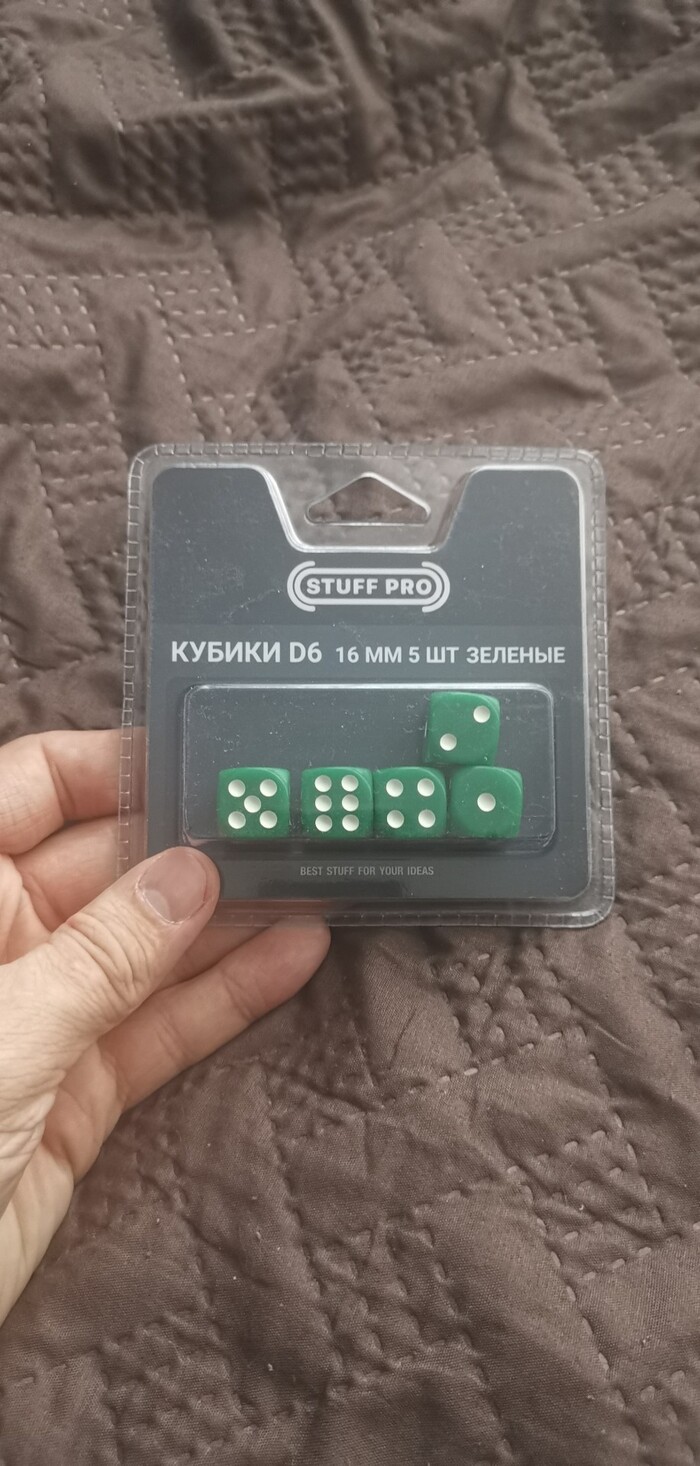 STUFF PRO
КУБИКИ D6 16 ММ 5 ШТ ЗЕЛЕНЫЕ
BEST STUFF FOR YOUR IDEAS